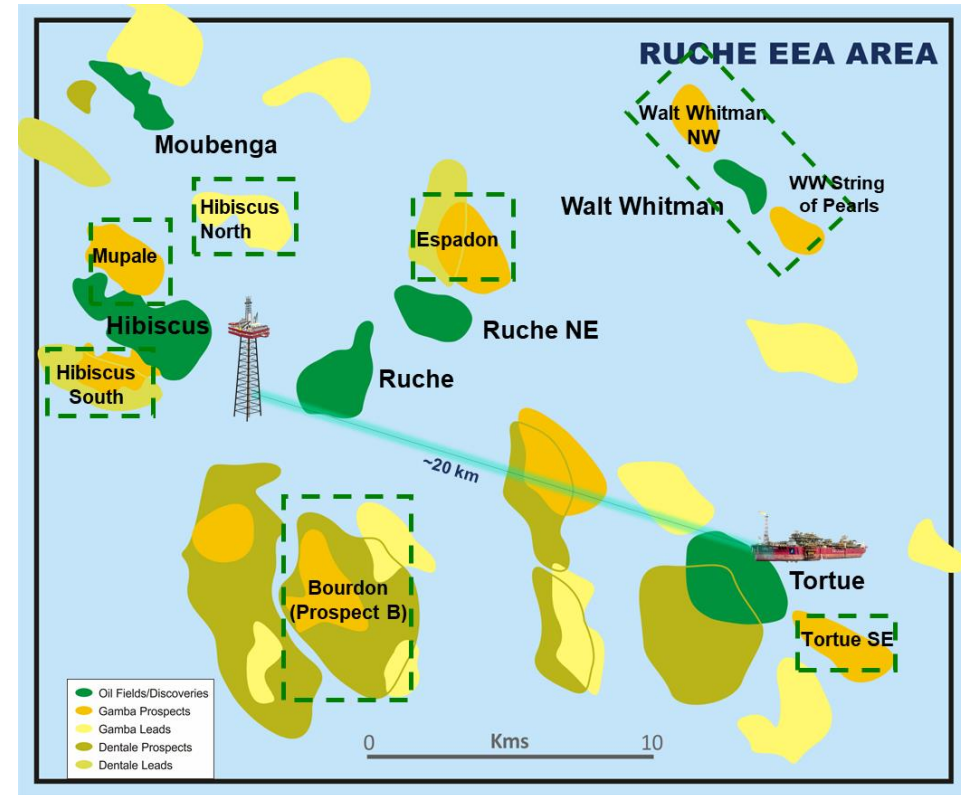 RUCHE EEA AREA
Walt Whitman
NW
Moubenga
WW String
of Pearls
Walt Whitman
Hibiscus
North
Espadon
Mupale
Hibiscus
Ruche NE
Hibiscus
South
Ruche
~20 km
Tortue
Bourdon
(Prospect B)
Tortue SE
Oil Fields/Discoveries
Gamba Prospects
Gamba Leads
Dentale Prospects
Dentale Leads
0 Kms 10